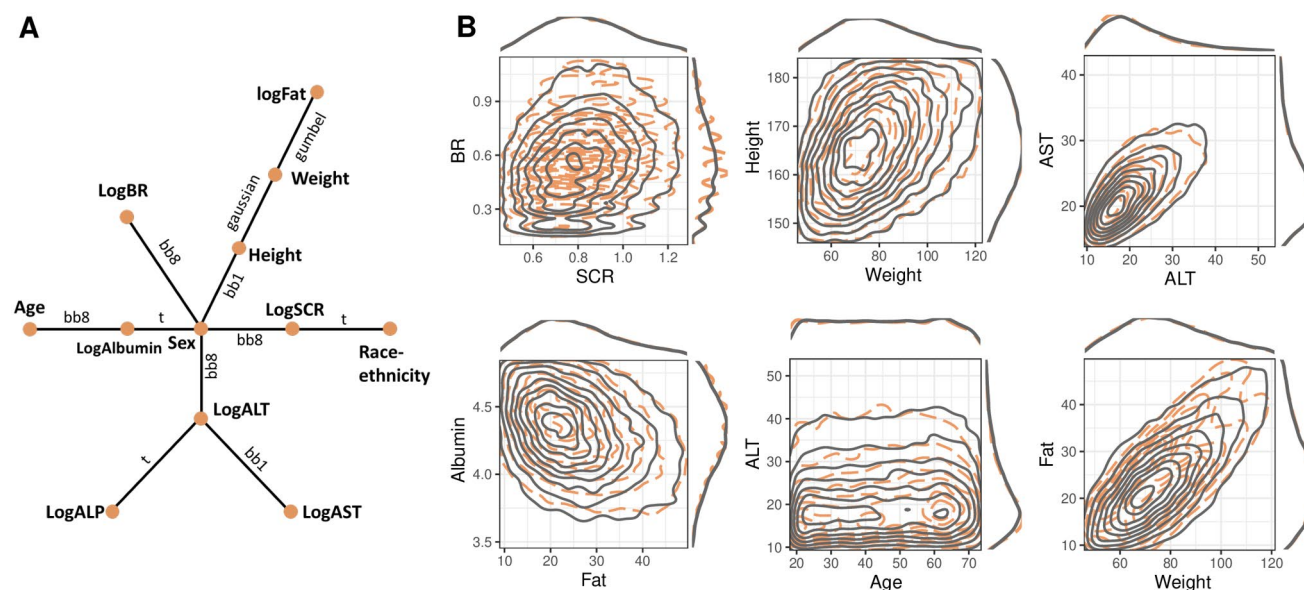 A
logFat
gumbel
Weight
gaussian
LogBR
bb8
Height
bb1
Age
bb8
LogAlbumin
t
Sex
LogSCR
bb8
t
Race-
ethnicity
bb8
LogALT
t
bb1
LogALP
LogAST
B
BR
0.9
0.6
0.3
0.6 0.8 1.0 1.2
SCR
Height
180
170
160
150
60 80 100 120
Weight
AST
40
30
20
10 20 30 40 50
ALT
Albumin
4.5
4.0
3.5
10 20 30 40
Fat
ALT
50
40
30
20
10
20 30 40 50 60 70
Age
Fat
40
30
20
10
60 80 100 120
Weight